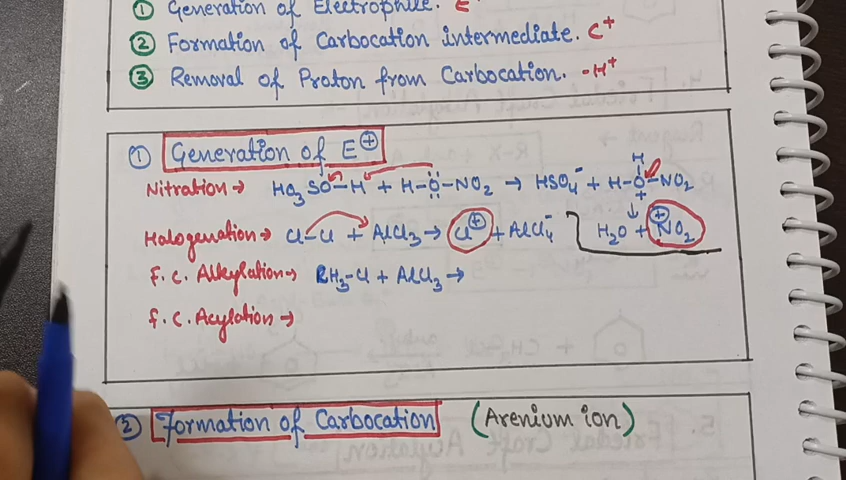 ① Generation of Electrophile. E
② Formation of Carbocation intermediate. C⁺
③ Removal of Proton from Carbocation. -H⁺
① Generation of E⊕
Nitration → HO₃SO-H + H-O-NO₂ → HSO₄⁻ + H-O-NO₂
H
+
↓
Halogenation → Cl-Cl + AlCl₃ → Cl⊕ + AlCl₄⁻
H₂O + ⊕NO₂
F.C. Alkylation → CH₃-Cl + AlCl₃ →
F.C. Acylation →
② Formation of Carbocation (Arenium ion)